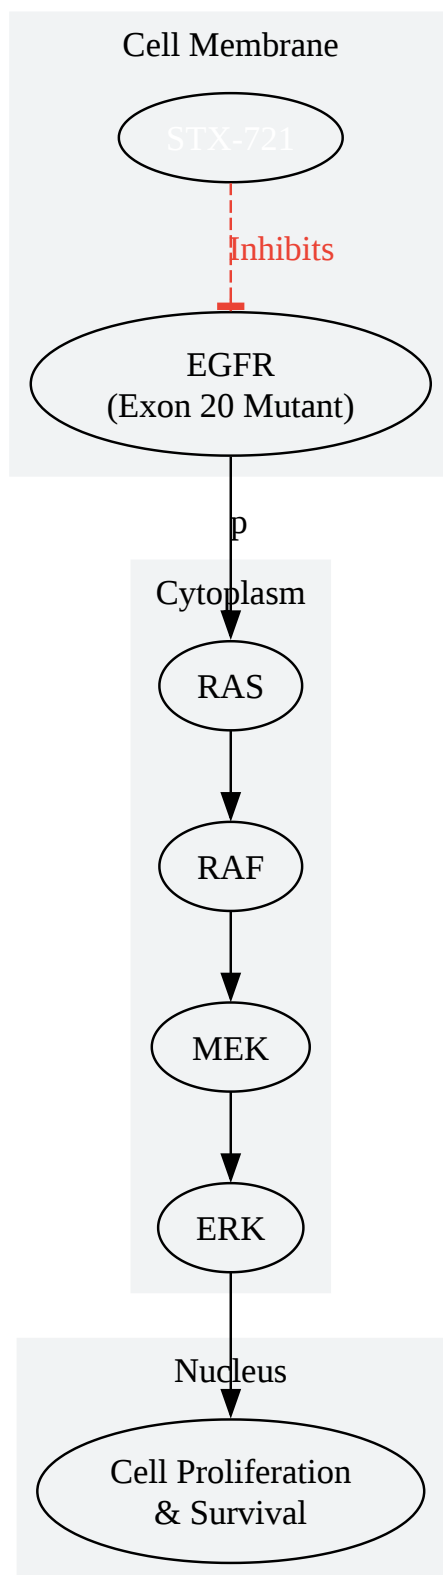 Cell Membrane
STX-721
Inhibits
EGFR
(Exon 20 Mutant)
p
Cytoplasm
RAS
RAF
MEK
ERK
Nucleus
Cell Proliferation
& Survival